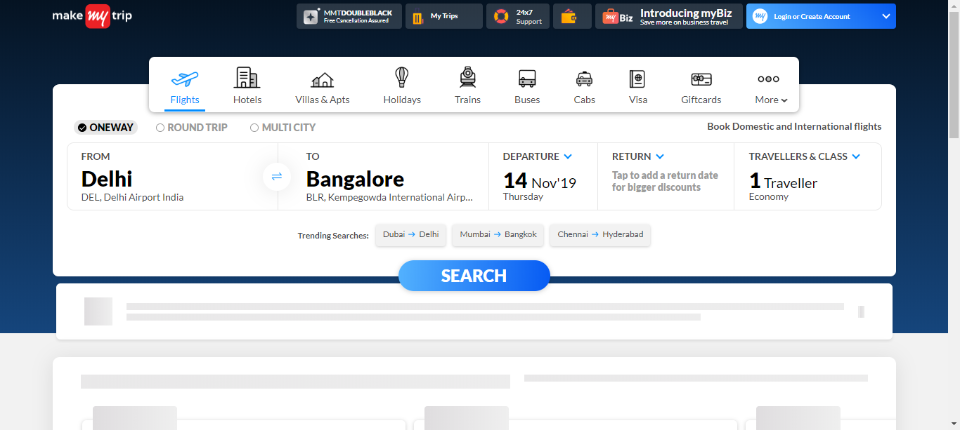 make my trip
MMTDOUBLEBLACK
Free Cancellation Assured
My Trips
24x7
Support
my Biz
Introducing myBiz
Save more on business travel
my
Login or Create Account
Flights
Hotels
Villas & Apts
Holidays
Trains
Buses
Cabs
Visa
Giftcards
More
ONEWAY
ROUND TRIP
MULTI CITY
Book Domestic and International flights
FROM
Delhi
DEL, Delhi Airport India
TO
Bangalore
BLR, Kempegowda International Airp...
DEPARTURE
14 Nov'19
Thursday
RETURN
Tap to add a return date
for bigger discounts
TRAVELLERS & CLASS
1 Traveller
Economy
Trending Searches:
Dubai → Delhi
Mumbai → Bangkok
Chennai → Hyderabad
SEARCH